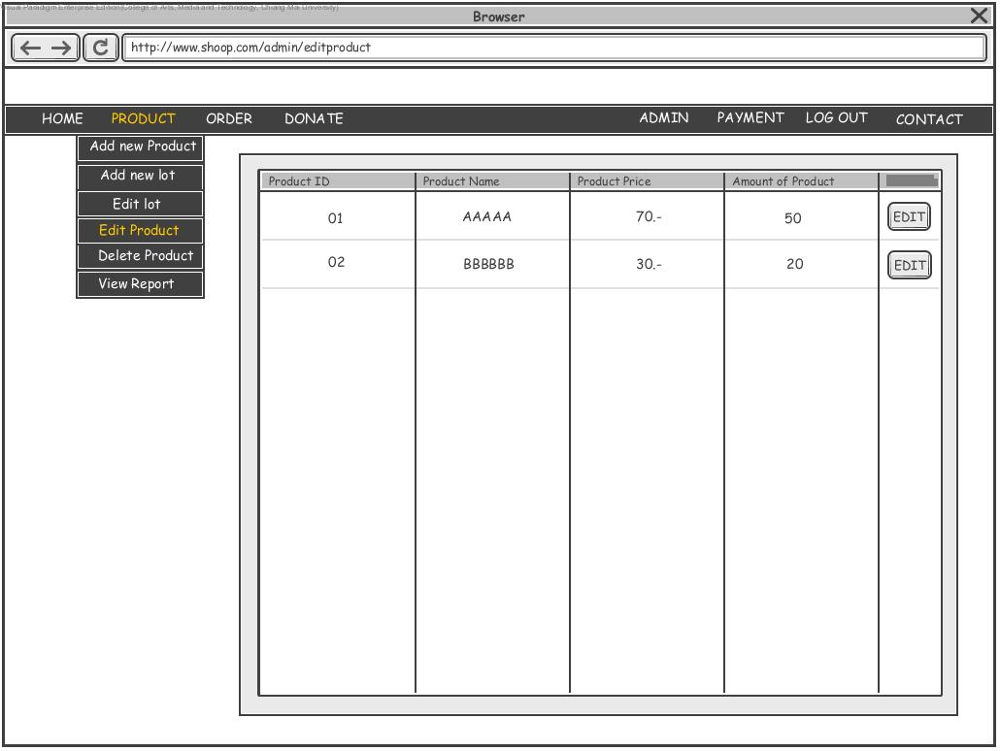 Visual Paradigm Enterprise Edition(College of Arts, Media and Technology, Chiang Mai University)
Browser
http://www.shoop.com/admin/editproduct
HOME PRODUCT ORDER DONATE ADMIN PAYMENT LOG OUT CONTACT
Add new Product
Add new lot
Edit lot
Edit Product
Delete Product
View Report
Product ID Product Name Product Price Amount of Product
01 AAAAA 70.- 50 EDIT
02 BBBBBB 30.- 20 EDIT